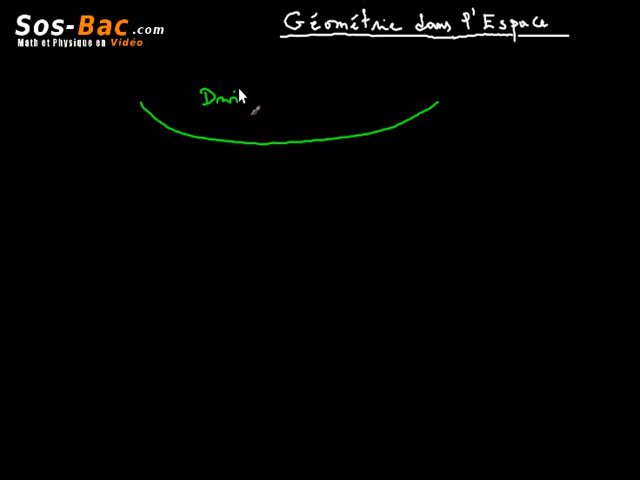 Sos-Bac.com
Math et Physique en Vidéo
Géométrie dans l'Espace